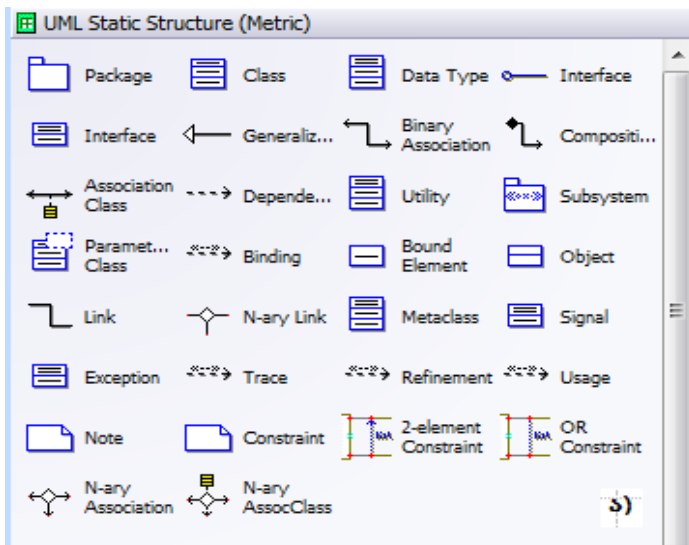 UML Static Structure (Metric)
Package Class Data Type Interface
Interface Generaliz... Binary Association Compositi...
Association Class Depende... Utility Subsystem
Paramet... Class Binding Bound Element Object
Link N-ary Link Metaclass Signal
Exception Trace Refinement Usage
Note Constraint 2-element Constraint OR Constraint
N-ary Association N-ary AssocClass